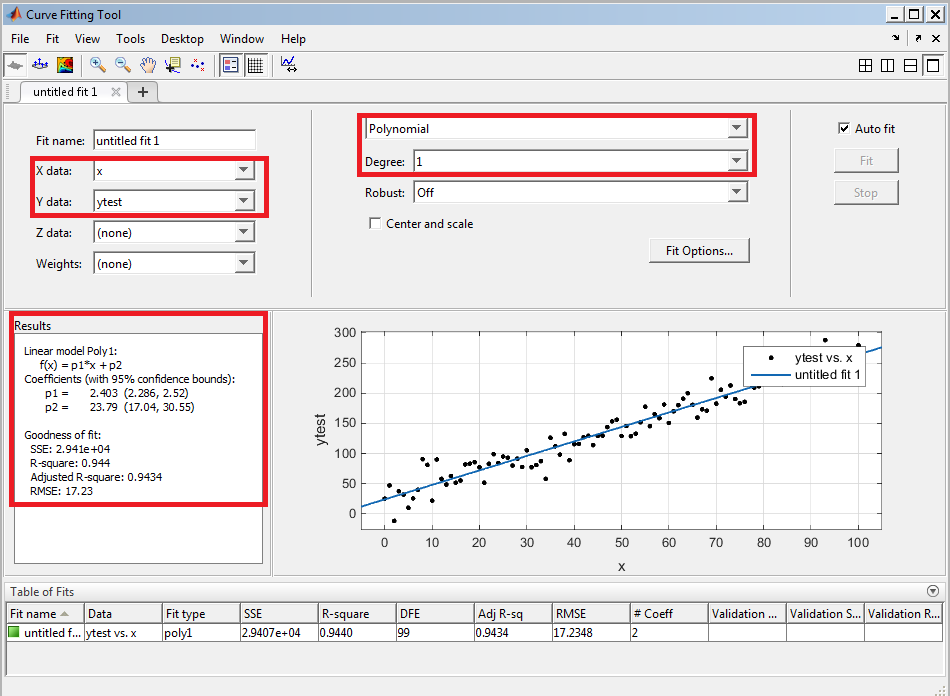 Curve Fitting Tool
File Fit View Tools Desktop Window Help
untitled fit 1
Fit name: untitled fit 1
X data: x
Y data: ytest
Z data: (none)
Weights: (none)
Polynomial
Degree: 1
Robust: Off
Center and scale
Fit Options...
Auto fit
Fit
Stop
Results
Linear model Poly1:
f(x) = p1*x + p2
Coefficients (with 95% confidence bounds):
p1 = 2.403 (2.286, 2.52)
p2 = 23.79 (17.04, 30.55)
Goodness of fit:
SSE: 2.941e+04
R-square: 0.944
Adjusted R-square: 0.9434
RMSE: 17.23
300
250
200
150
100
50
0
ytest
0 10 20 30 40 50 60 70 80 90 100
x
ytest vs. x
untitled fit 1
Table of Fits
Fit name Data Fit type SSE R-square DFE Adj R-sq RMSE # Coeff Validation ... Validation S... Validation R...
untitled f... ytest vs. x poly1 2.9407e+04 0.9440 99 0.9434 17.2348 2